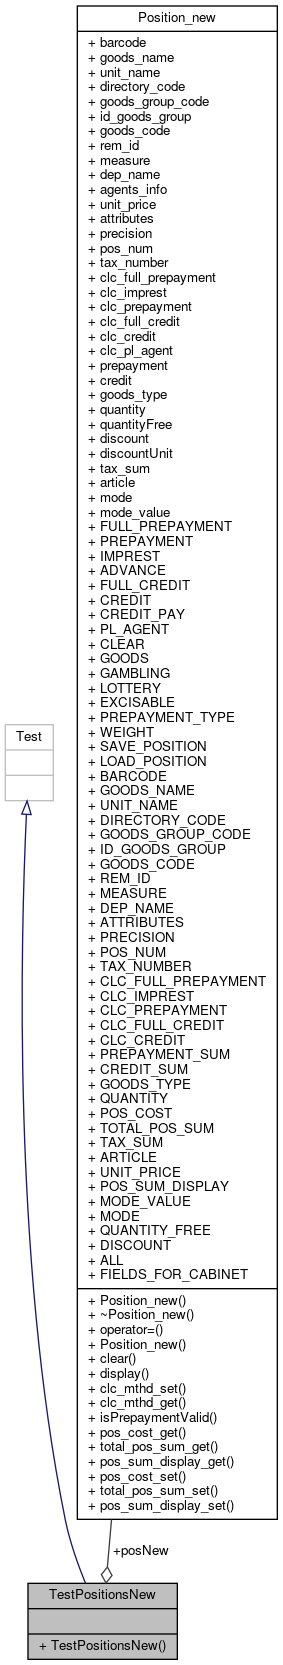 Position_new
+ barcode
+ goods_name
+ unit_name
+ directory_code
+ goods_group_code
+ id_goods_group
+ goods_code
+ rem_id
+ measure
+ dep_name
+ agents_info
+ unit_price
+ attributes
+ precision
+ pos_num
+ tax_number
+ clc_full_prepayment
+ clc_imprest
+ clc_prepayment
+ clc_full_credit
+ clc_credit
+ clc_pl_agent
+ prepayment
+ credit
+ goods_type
+ quantity
+ quantityFree
+ discount
+ discountUnit
+ tax_sum
+ article
+ mode
+ mode_value
+ FULL_PREPAYMENT
+ PREPAYMENT
+ IMPREST
+ ADVANCE
+ FULL_CREDIT
+ CREDIT
+ CREDIT_PAY
+ PL_AGENT
+ CLEAR
+ GOODS
+ GAMBLING
+ LOTTERY
+ EXCISABLE
+ PREPAYMENT_TYPE
+ WEIGHT
+ SAVE_POSITION
+ LOAD_POSITION
+ BARCODE
+ GOODS_NAME
+ UNIT_NAME
+ DIRECTORY_CODE
+ GOODS_GROUP_CODE
+ ID_GOODS_GROUP
+ GOODS_CODE
+ REM_ID
+ MEASURE
+ DEP_NAME
+ ATTRIBUTES
+ PRECISION
+ POS_NUM
+ TAX_NUMBER
+ CLC_FULL_PREPAYMENT
+ CLC_IMPREST
+ CLC_PREPAYMENT
+ CLC_FULL_CREDIT
+ CLC_CREDIT
+ PREPAYMENT_SUM
+ CREDIT_SUM
+ GOODS_TYPE
+ QUANTITY
+ POS_COST
+ TOTAL_POS_SUM
+ TAX_SUM
+ ARTICLE
+ UNIT_PRICE
+ POS_SUM_DISPLAY
+ MODE_VALUE
+ MODE
+ QUANTITY_FREE
+ DISCOUNT
+ ALL
+ FIELDS_FOR_CABINET
+ Position_new()
+ ~Position_new()
+ operator=()
+ Position_new()
+ clear()
+ display()
+ clc_mthd_set()
+ clc_mthd_get()
+ isPrepaymentValid()
+ pos_cost_get()
+ total_pos_sum_get()
+ pos_sum_display_get()
+ pos_cost_set()
+ total_pos_sum_set()
+ pos_sum_display_set()
Test
+posNew
TestPositionsNew
+ TestPositionsNew()